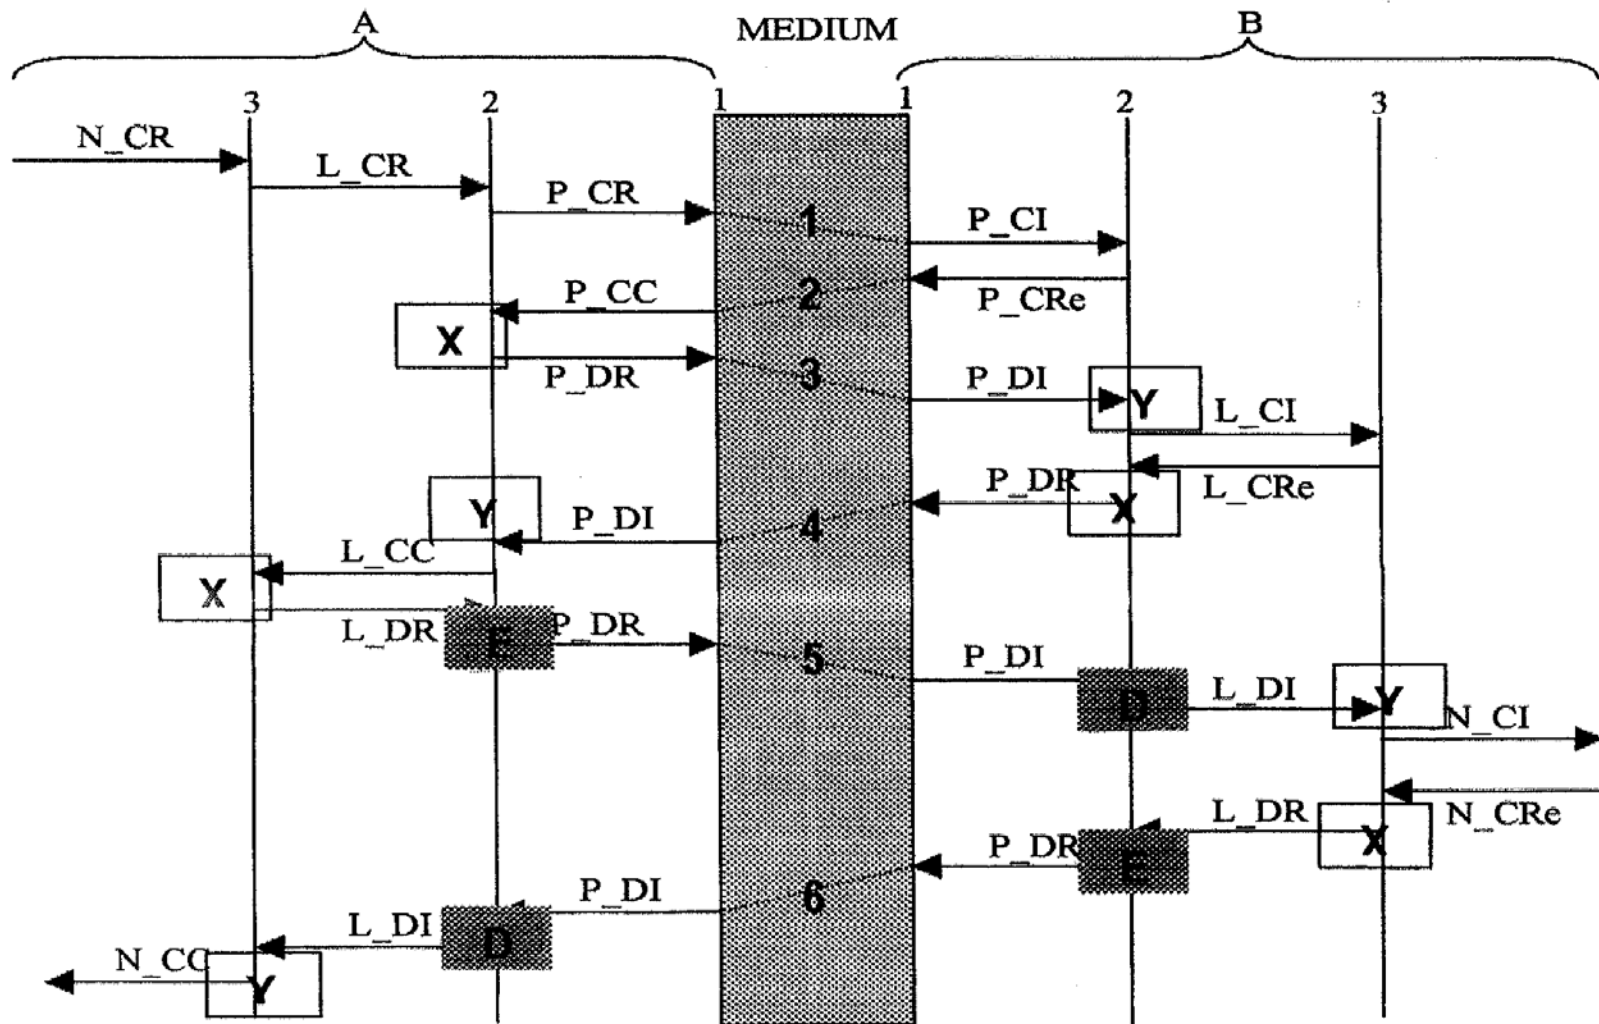 A MEDIUM B
3 2 1 1 2 3
N_CR
L_CR
P_CR
1
P_CI
P_CC 2 P_CRe
X
P_DR 3 P_DI Y
L_CI
Y P_DR X L_CRe
P_DI 4
L_CC
X
L_DR E P_DR 5
P_DI D L_DI Y
N_CI
L_DR X N_CRe
P_DR E
P_DI 6
L_DI D
N_CC Y